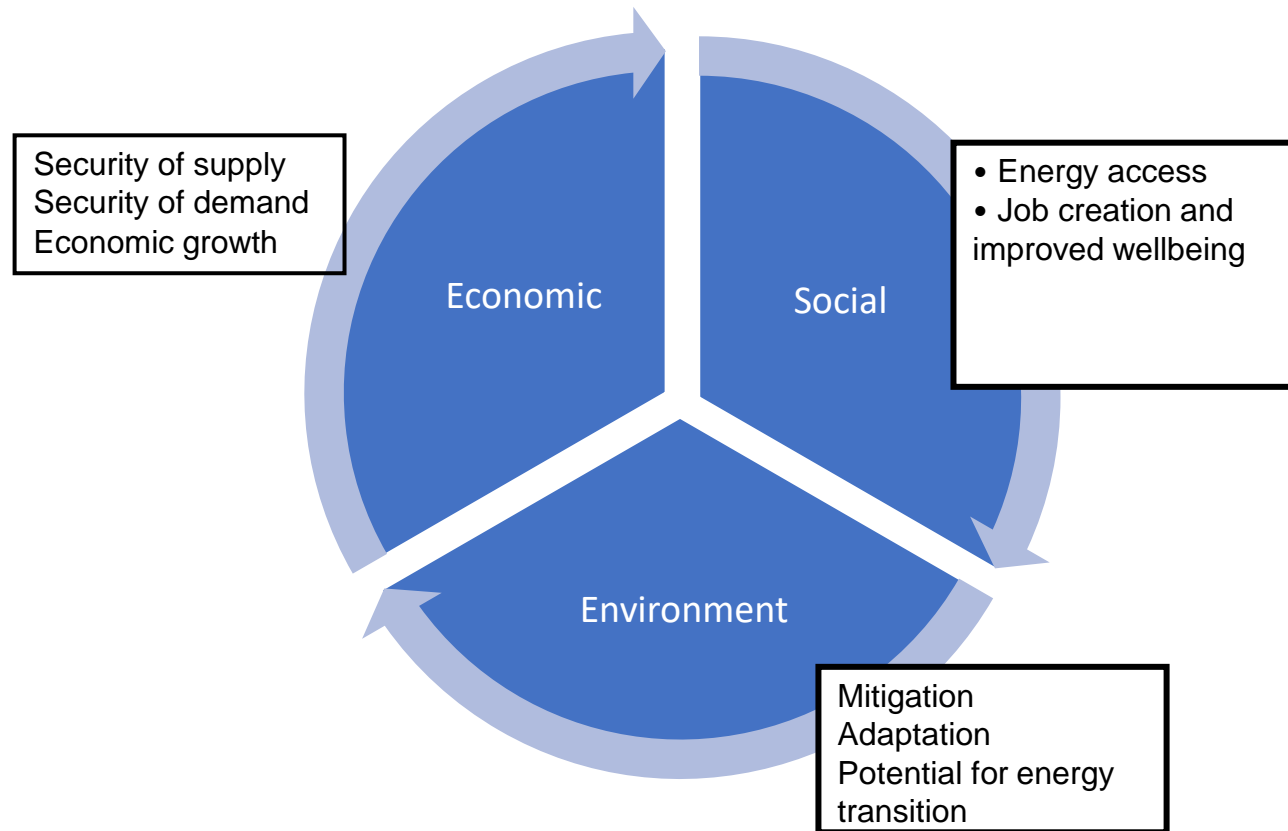 Security of supply
Security of demand
Economic growth
• Energy access
• Job creation and
improved wellbeing
Economic
Social
Environment
Mitigation
Adaptation
Potential for energy
transition